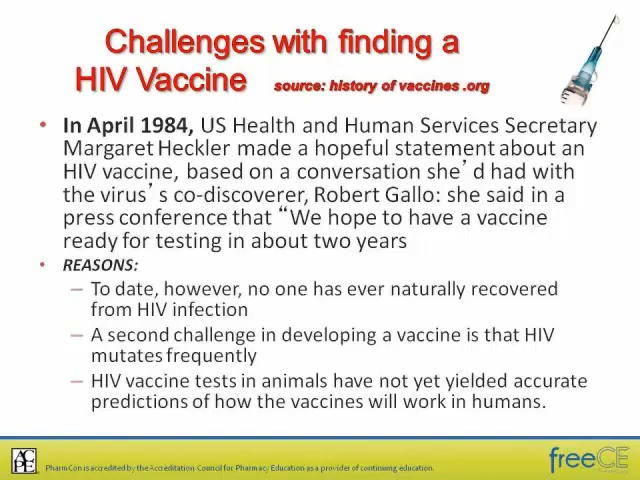 Challenges with finding a
HIV Vaccine source: history of vaccines .org
• In April 1984, US Health and Human Services Secretary
Margaret Heckler made a hopeful statement about an
HIV vaccine, based on a conversation she’d had with
the virus’s co-discoverer, Robert Gallo: she said in a
press conference that “We hope to have a vaccine
ready for testing in about two years
• REASONS:
– To date, however, no one has ever naturally recovered
from HIV infection
– A second challenge in developing a vaccine is that HIV
mutates frequently
– HIV vaccine tests in animals have not yet yielded accurate
predictions of how the vaccines will work in humans.
ACPE
PharmCon is accredited by the Accreditation Council for Pharmacy Education as a provider of continuing education.
freeCE